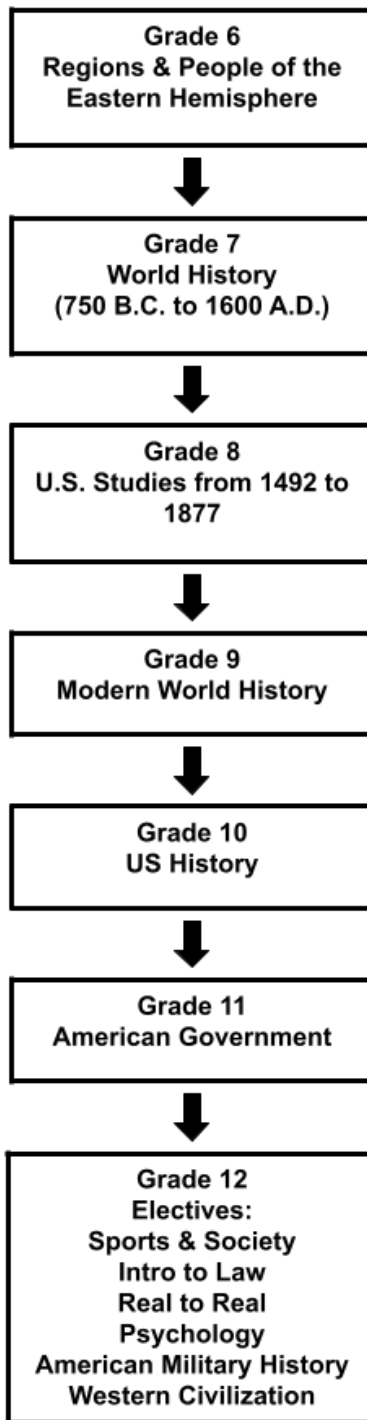 Grade 6
Regions & People of the
Eastern Hemisphere
Grade 7
World History
(750 B.C. to 1600 A.D.)
Grade 8
U.S. Studies from 1492 to
1877
Grade 9
Modern World History
Grade 10
US History
Grade 11
American Government
Grade 12
Electives:
Sports & Society
Intro to Law
Real to Real
Psychology
American Military History
Western Civilization